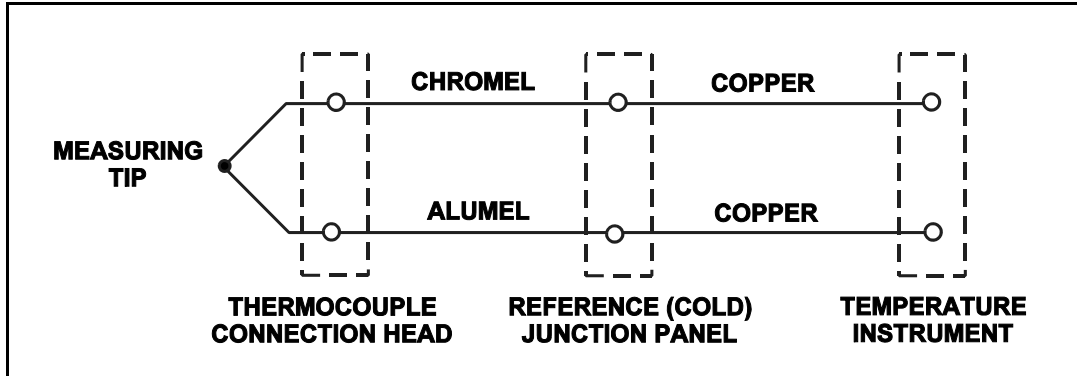 CHROMEL
COPPER
MEASURING
TIP
ALUMEL
COPPER
THERMOCOUPLE
CONNECTION HEAD
REFERENCE (COLD)
JUNCTION PANEL
TEMPERATURE
INSTRUMENT